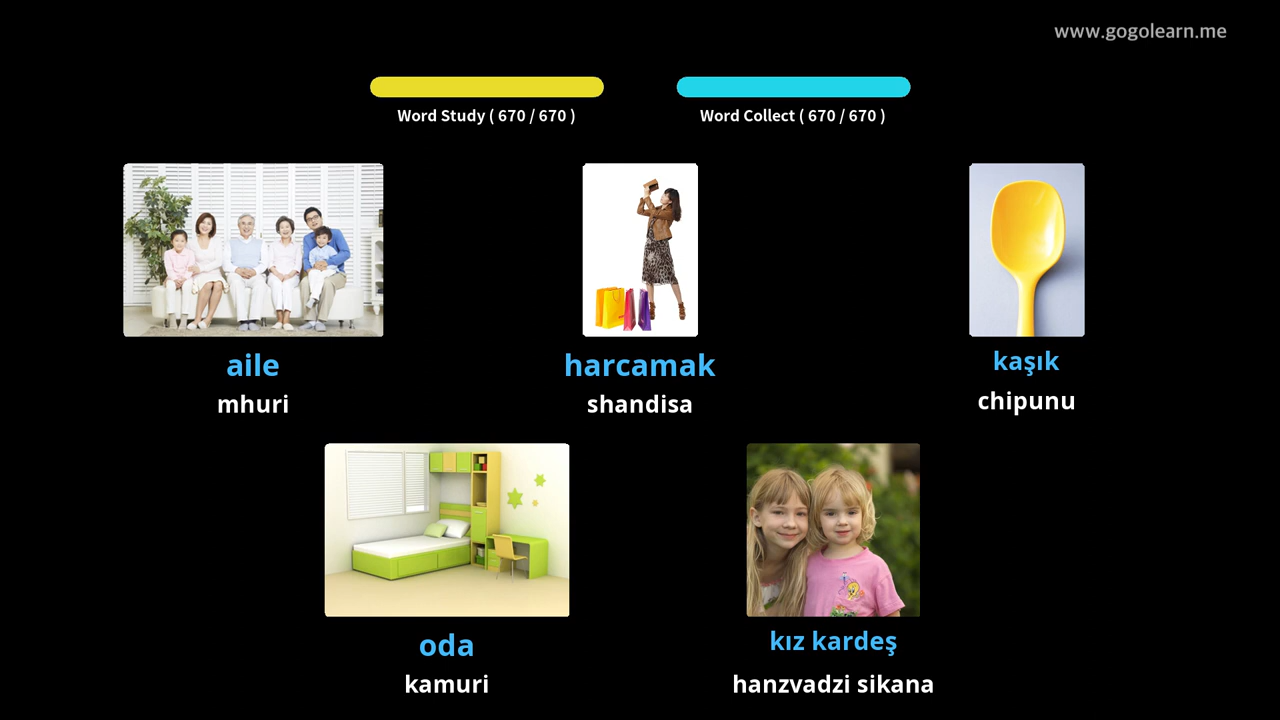 www.gogolearn.me
Word Study ( 670 / 670 )
Word Collect ( 670 / 670 )
aile
mhuri
harcamak
shandisa
kaşık
chipunu
oda
kamuri
kız kardeş
hanzvadzi sikana